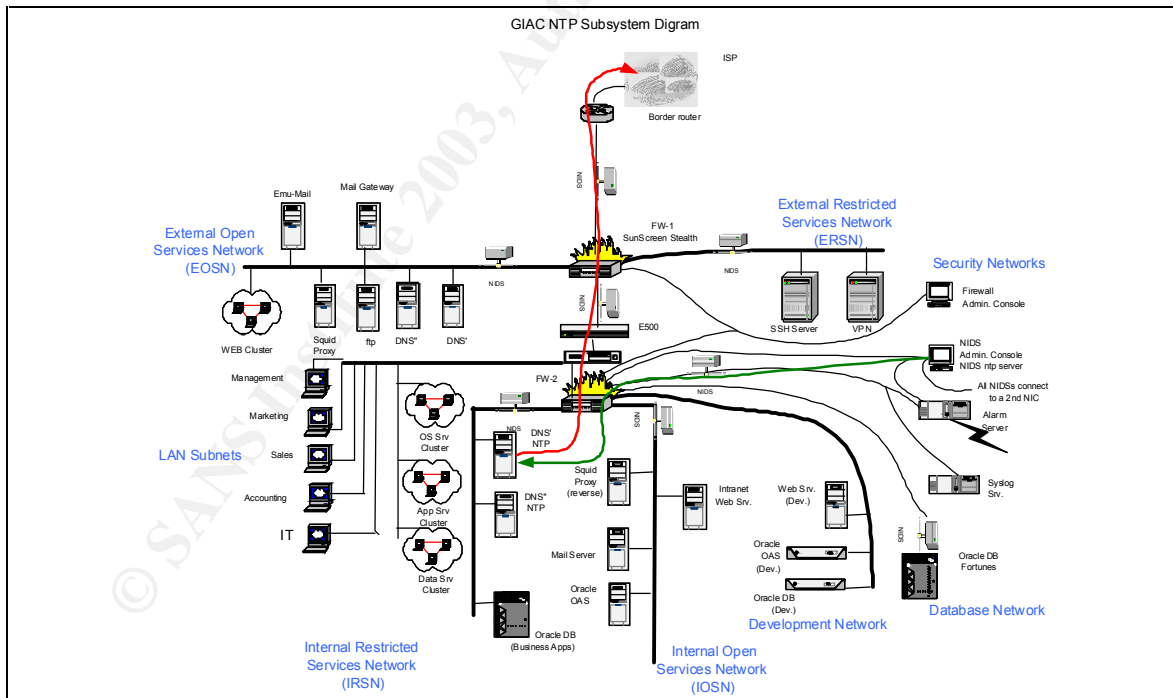 GIAC NTP Subsystem Digram
ISP
Border router
NIDS
Emu-Mail
Mail Gateway
External Open
Services Network
(EOSN)
NIDS
FW-1
SunScreen Stealth
NIDS
External Restricted
Services Network
(ERSN)
WEB Cluster
Squid
Proxy
ftp
DNS"
DNS'
NIDS
E500
SSH Server
VPN
Security Networks
Firewall
Admin. Console
NIDS
Admin. Console
NIDS ntp server
All NIDSs connect
to a 2nd NIC
Alarm
Server
Syslog
Srv.
Management
Marketing
LAN Subnets
Sales
Accounting
IT
OS Srv
Cluster
App Srv
Cluster
Data Srv
Cluster
FW-2
NIDS
NIDS
NIDS
DNS'
NTP
DNS"
NTP
Oracle DB
(Business Apps)
Squid
Proxy
(reverse)
Mail Server
Oracle
OAS
Intranet
Web Srv.
Web Srv.
(Dev.)
Oracle
OAS
(Dev.)
Oracle DB
(Dev.)
NIDS
Oracle DB
Fortunes
Database Network
Development Network
Internal Restricted
Services Network
(IRSN)
Internal Open
Services Network
(IOSN)
© SANS Institute 2003, Au